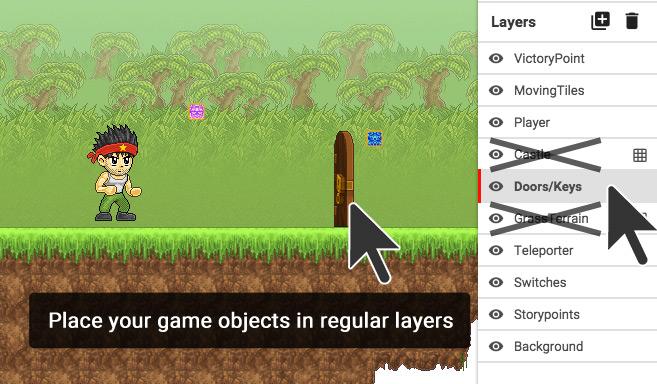 Layers
VictoryPoint
MovingTiles
Player
Castle
Doors/Keys
GrassTerrain
Teleporter
Switches
Storypoints
Background
Place your game objects in regular layers